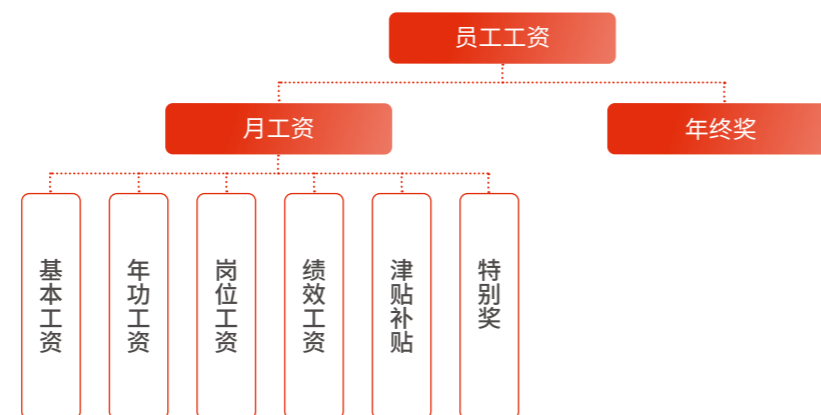 员工工资
月工资
年终奖
基本工资
年功工资
岗位工资
绩效工资
津贴补贴
特别奖